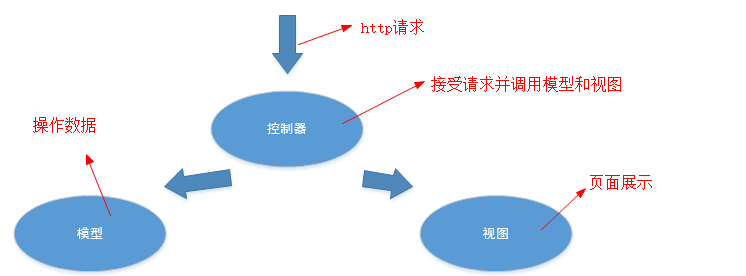 http请求
接受请求并调用模型和视图
控制器
操作数据
页面展示
模型
视图